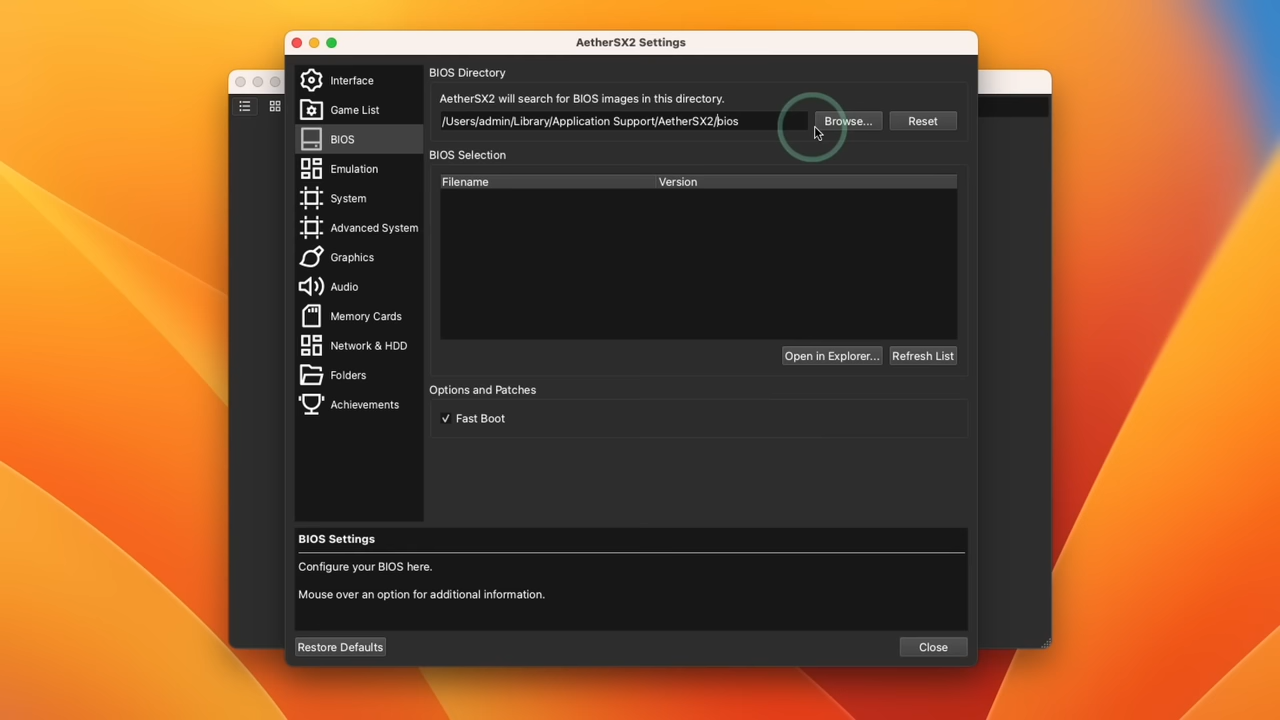 AetherSX2 Settings
Interface
Game List
BIOS
Emulation
System
Advanced System
Graphics
Audio
Memory Cards
Network & HDD
Folders
Achievements
BIOS Directory
AetherSX2 will search for BIOS images in this directory.
/Users/admin/Library/Application Support/AetherSX2/bios
Browse...
Reset
BIOS Selection
Filename
Version
Open in Explorer...
Refresh List
Options and Patches
Fast Boot
BIOS Settings
Configure your BIOS here.
Mouse over an option for additional information.
Restore Defaults
Close